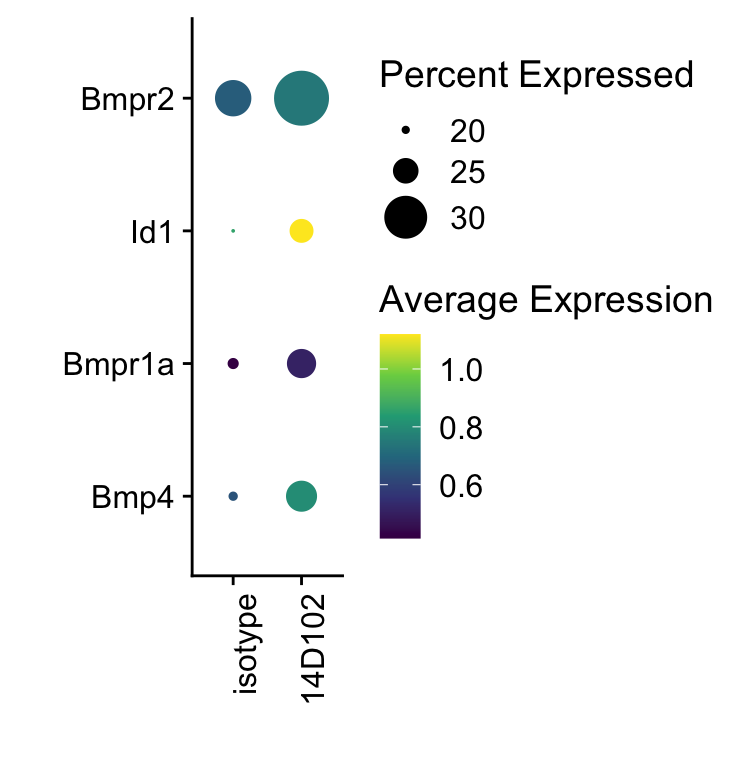 Bmpr2
Id1
Bmpr1a
Bmp4
isotype
14D102
Percent Expressed
20
25
30
Average Expression
1.0
0.8
0.6